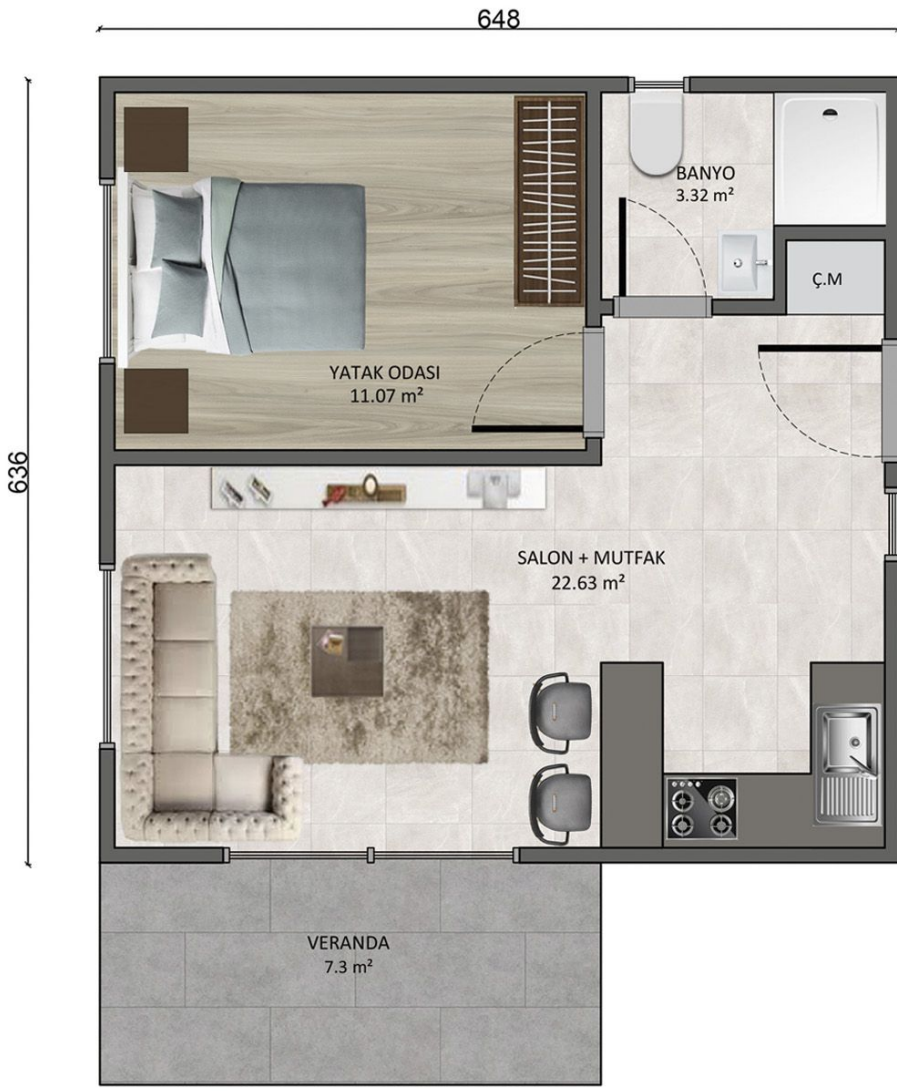 648
636
BANYO
3.32 m²
Ç.M
YATAK ODASI
11.07 m²
SALON + MUTFAK
22.63 m²
VERANDA
7.3 m²